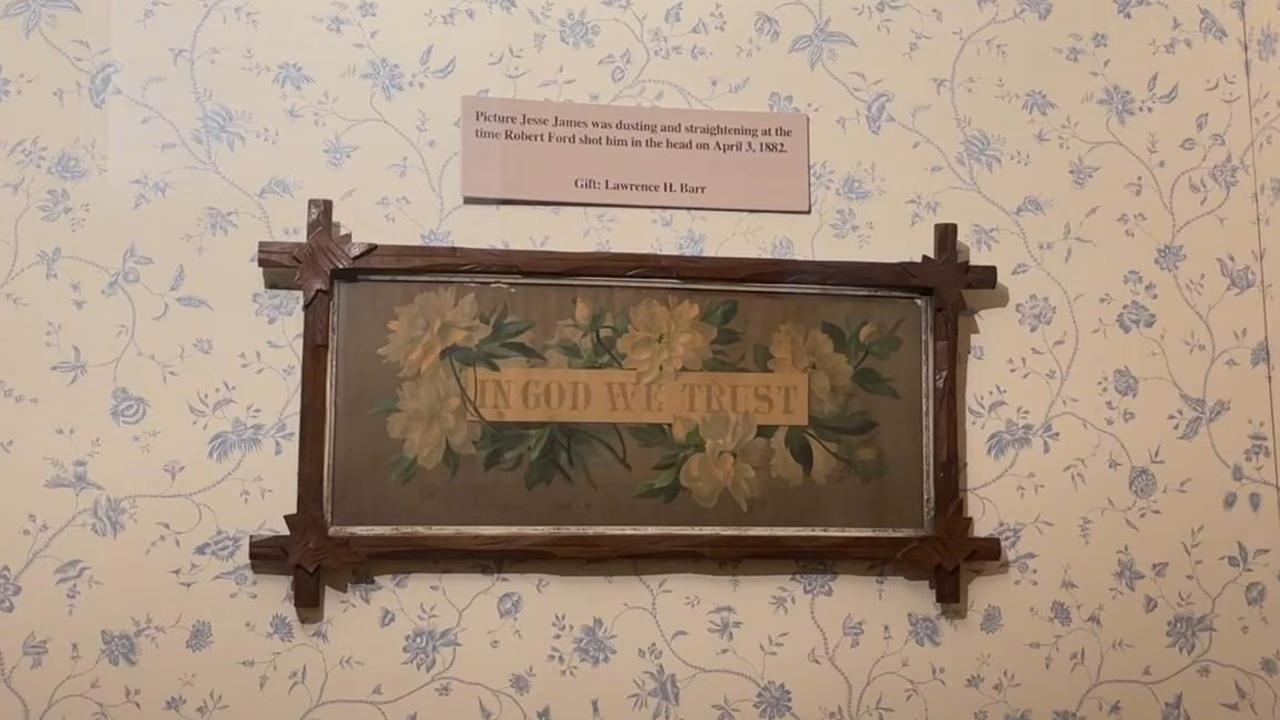 Picture Jesse James was dusting and straightening at the
time Robert Ford shot him in the head on April 3, 1882.
Gift: Lawrence H. Barr
IN GOD WE TRUST